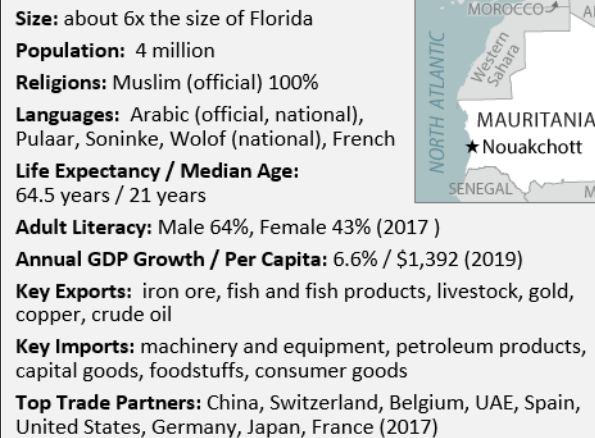 Size: about 6x the size of Florida
Population:  4 million
Religions: Muslim (official) 100%
Languages:  Arabic (official, national),
Pulaar, Soninke, Wolof (national), French
Life Expectancy / Median Age:
64.5 years / 21 years
Adult Literacy: Male 64%, Female 43% (2017 )
Annual GDP Growth / Per Capita: 6.6% / $1,392 (2019)
Key Exports:  iron ore, fish and fish products, livestock, gold,
copper, crude oil
Key Imports: machinery and equipment, petroleum products,
capital goods, foodstuffs, consumer goods
Top Trade Partners: China, Switzerland, Belgium, UAE, Spain,
United States, Germany, Japan, France (2017)
MOROCCO
Western
Sahara
NORTH ATLANTIC
MAURITANIA
Nouakchott
SENEGAL